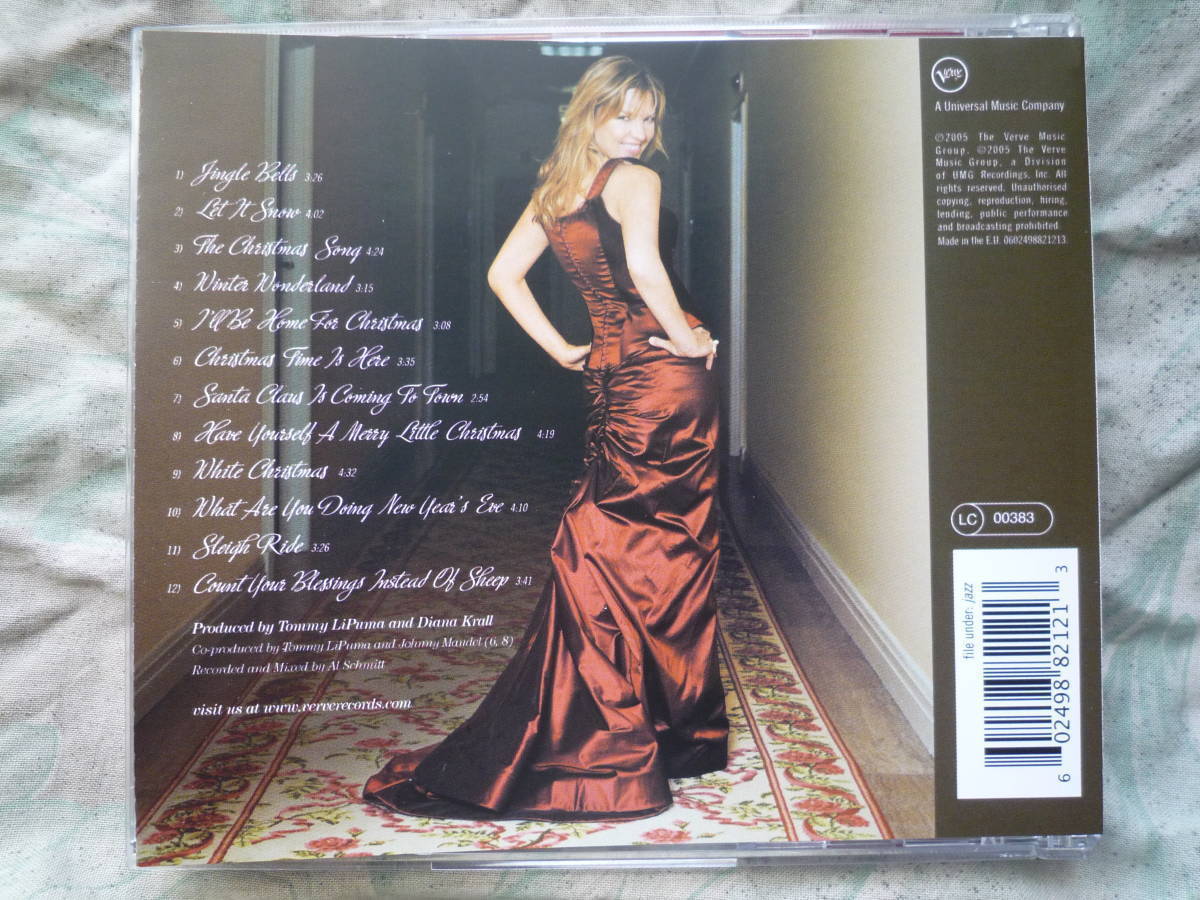 1) Jingle Bells 3:26
2) Let It Snow 4:02
3) The Christmas Song 4:24
4) Winter Wonderland 3:15
5) I'll Be Home For Christmas 3:08
6) Christmas Time Is Here 3:35
7) Santa Claus Is Coming To Town 2:54
8) Have Yourself A Merry Little Christmas 4:19
9) White Christmas 4:32
10) What Are You Doing New Year's Eve 4:10
11) Sleigh Ride 3:26
12) Count Your Blessings Instead Of Sheep 3:41
Produced by Tommy LiPuma and Diana Krall
Co-produced by Tommy LiPuma and Johnny Mandel (6, 8)
Recorded and Mixed by Al Schmitt
visit us at www.ververecords.com
Verve
A Universal Music Company
℗2005 The Verve Music
Group, ©2005 The Verve
Music Group, a Division
of UMG Recordings, Inc. All
rights reserved. Unauthorised
copying, reproduction, hiring,
lending, public performance
and broadcasting prohibited.
Made in the E.U. 0602498821213
LC 00383
file under: jazz
6 02498 82121 3